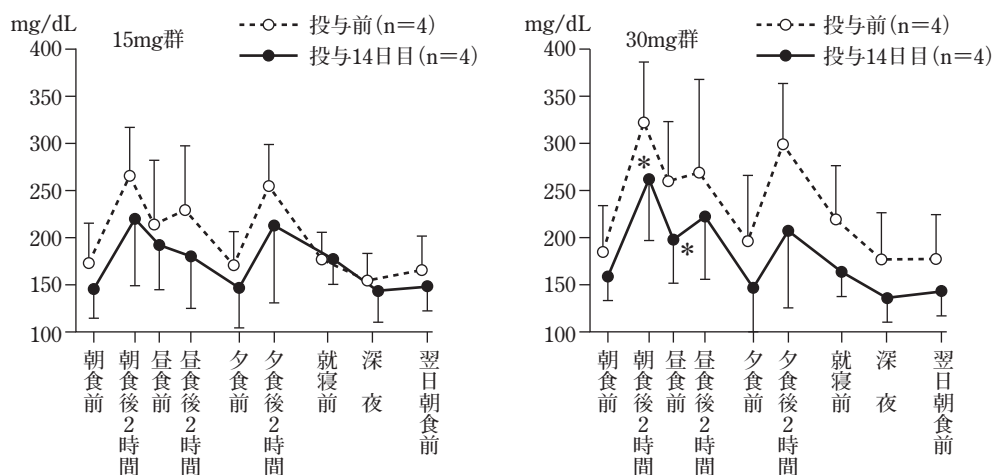 mg/dL
15mg群
投与前(n=4)
投与14日目(n=4)
400
350
300
250
200
150
100
朝食前
朝食後2時間
昼食前
昼食後2時間
夕食前
夕食後2時間
就寝前
深 夜
翌日朝食前
mg/dL
30mg群
投与前(n=4)
投与14日目(n=4)
400
350
300
250
200
150
100
*
*
朝食前
朝食後2時間
昼食前
昼食後2時間
夕食前
夕食後2時間
就寝前
深 夜
翌日朝食前